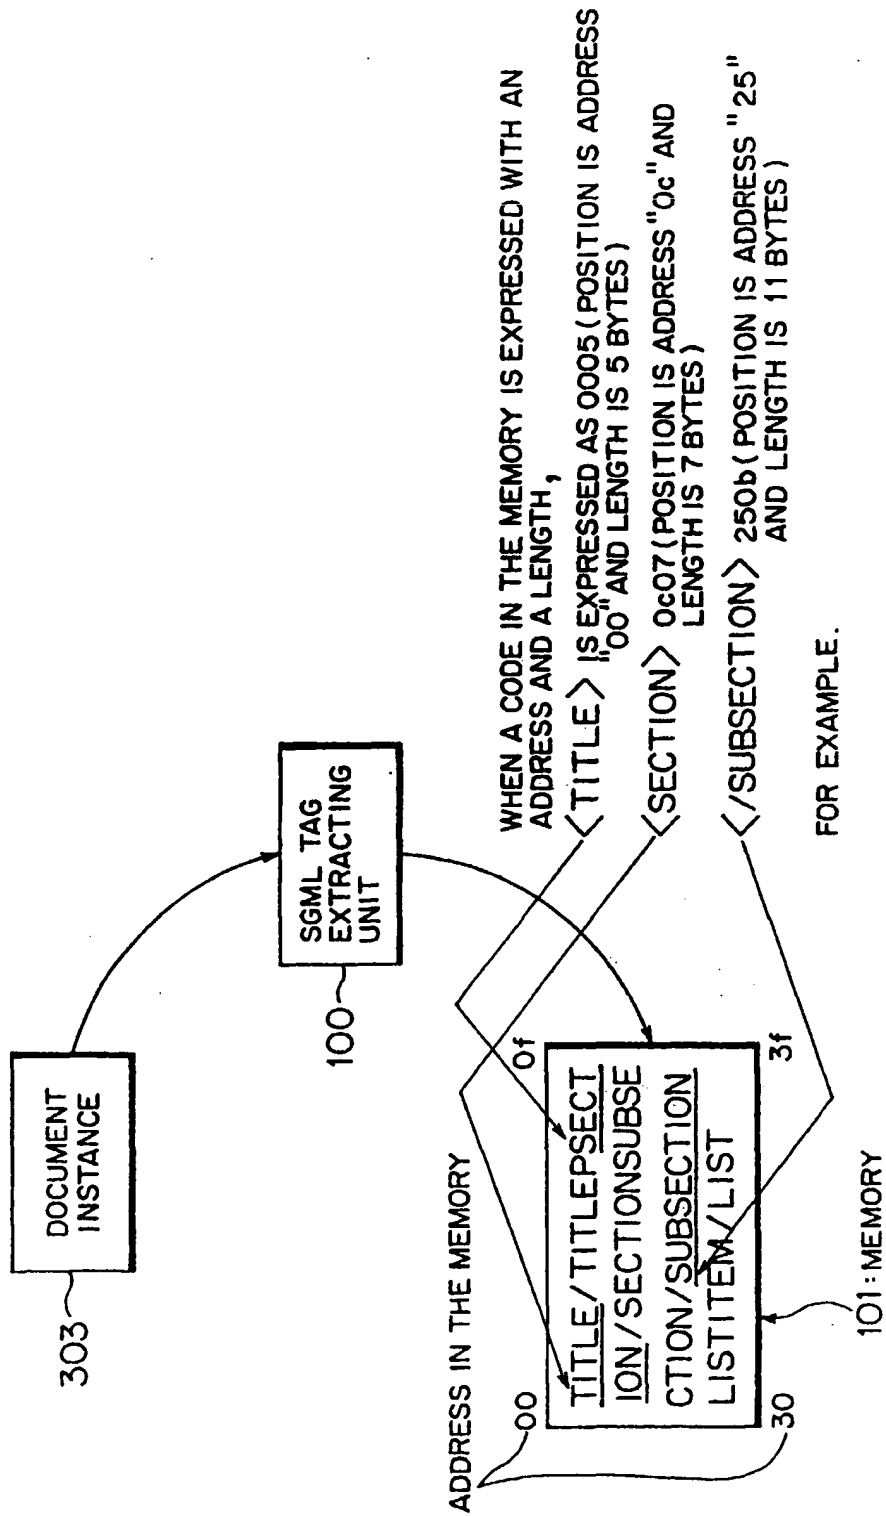 DOCUMENT
INSTANCE
303
SGML TAG
EXTRACTING
UNIT
100
ADDRESS IN THE MEMORY
00
0f
TITLE/TITLEPSECT
ION/SECTIONSUBSE
CTION/SUBSECTION
LISTITEM/LIST
30
3f
101:MEMORY
WHEN A CODE IN THE MEMORY IS EXPRESSED WITH AN
ADDRESS AND A LENGTH,
<TITLE> IS EXPRESSED AS 0005 (POSITION IS ADDRESS
"00" AND LENGTH IS 5 BYTES)
<SECTION> 0c07 (POSITION IS ADDRESS "0c" AND
LENGTH IS 7 BYTES)
</SUBSECTION> 250b (POSITION IS ADDRESS "25"
AND LENGTH IS 11 BYTES)
FOR EXAMPLE.